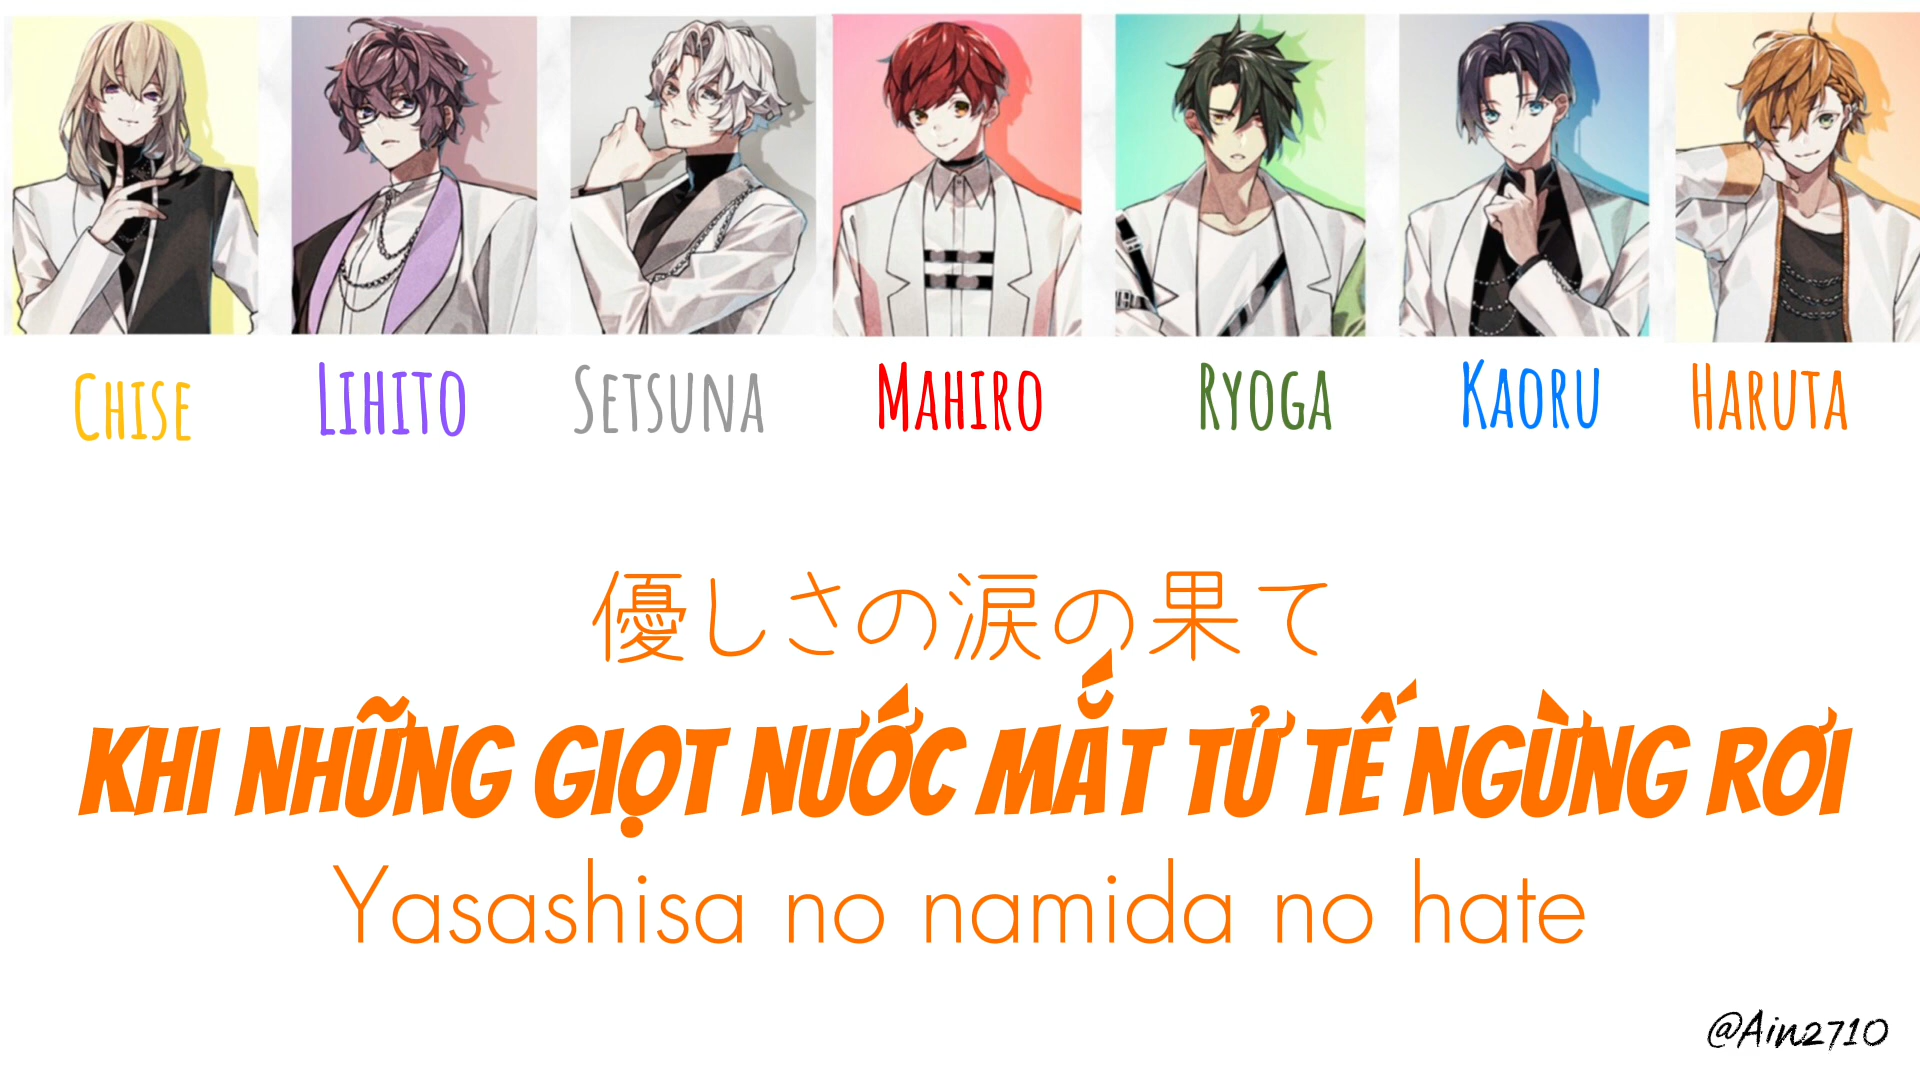 Chise Lihito Setsuna Mahiro Ryoga Kaoru Haruta
優しさの涙の果て
KHI NHỮNG GIỌT NƯỚC MẮT TỬ TẾ NGỪNG RƠI
Yasashisa no namida no hate
@Ain2710